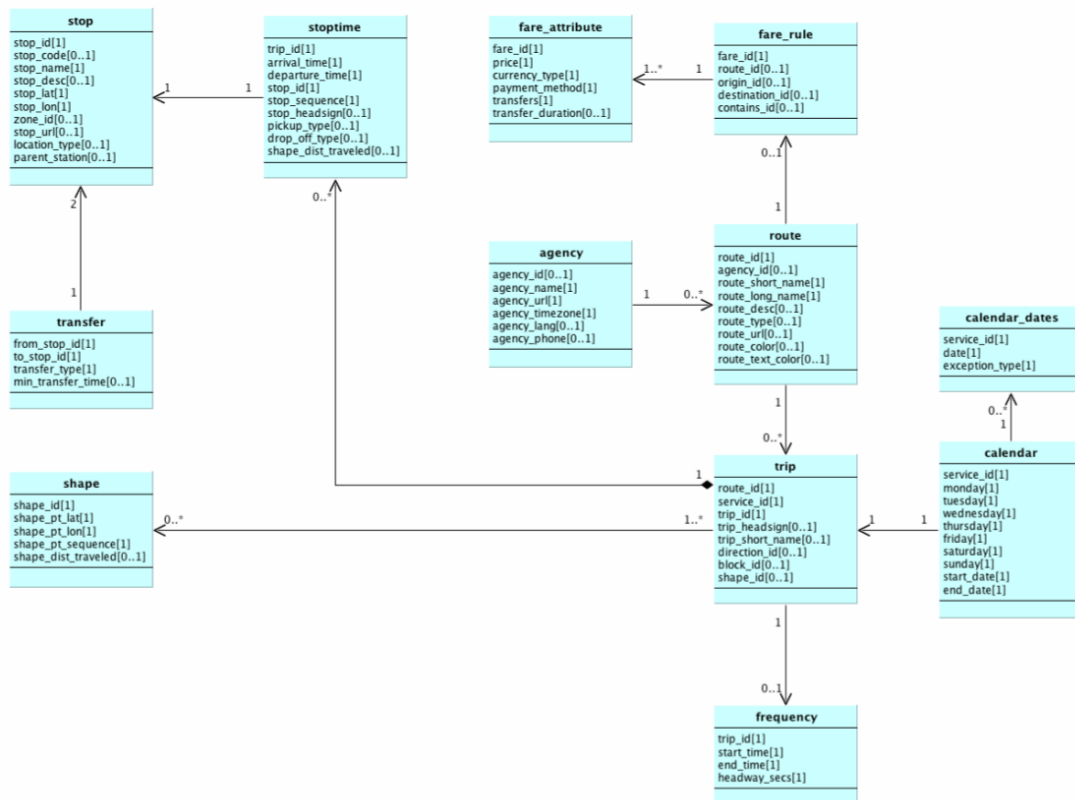 stop
stop_id[1]
stop_code[0..1]
stop_name[1]
stop_desc[0..1]
stop_lat[1]
stop_lon[1]
zone_id[0..1]
stop_url[0..1]
location_type[0..1]
parent_station[0..1]
1
1
stoptime
trip_id[1]
arrival_time[1]
departure_time[1]
stop_id[1]
stop_sequence[1]
stop_headsign[0..1]
pickup_type[0..1]
drop_off_type[0..1]
shape_dist_traveled[0..1]
fare_attribute
fare_id[1]
price[1]
currency_type[1]
payment_method[1]
transfers[1]
transfer_duration[0..1]
1..*
1
fare_rule
fare_id[1]
route_id[0..1]
origin_id[0..1]
destination_id[0..1]
contains_id[0..1]
0..1
1
2
1
0..*
transfer
from_stop_id[1]
to_stop_id[1]
transfer_type[1]
min_transfer_time[0..1]
agency
agency_id[0..1]
agency_name[1]
agency_url[1]
agency_timezone[1]
agency_lang[0..1]
agency_phone[0..1]
1
0..*
route
route_id[1]
agency_id[0..1]
route_short_name[1]
route_long_name[1]
route_desc[0..1]
route_type[0..1]
route_url[0..1]
route_color[0..1]
route_text_color[0..1]
1
0..*
calendar_dates
service_id[1]
date[1]
exception_type[1]
0..*
1
shape
shape_id[1]
shape_pt_lat[1]
shape_pt_lon[1]
shape_pt_sequence[1]
shape_dist_traveled[0..1]
0..*
1
1..*
trip
route_id[1]
service_id[1]
trip_id[1]
trip_headsign[0..1]
trip_short_name[0..1]
direction_id[0..1]
block_id[0..1]
shape_id[0..1]
1
1
calendar
service_id[1]
monday[1]
tuesday[1]
wednesday[1]
thursday[1]
friday[1]
saturday[1]
sunday[1]
start_date[1]
end_date[1]
1
0..1
frequency
trip_id[1]
start_time[1]
end_time[1]
headway_secs[1]